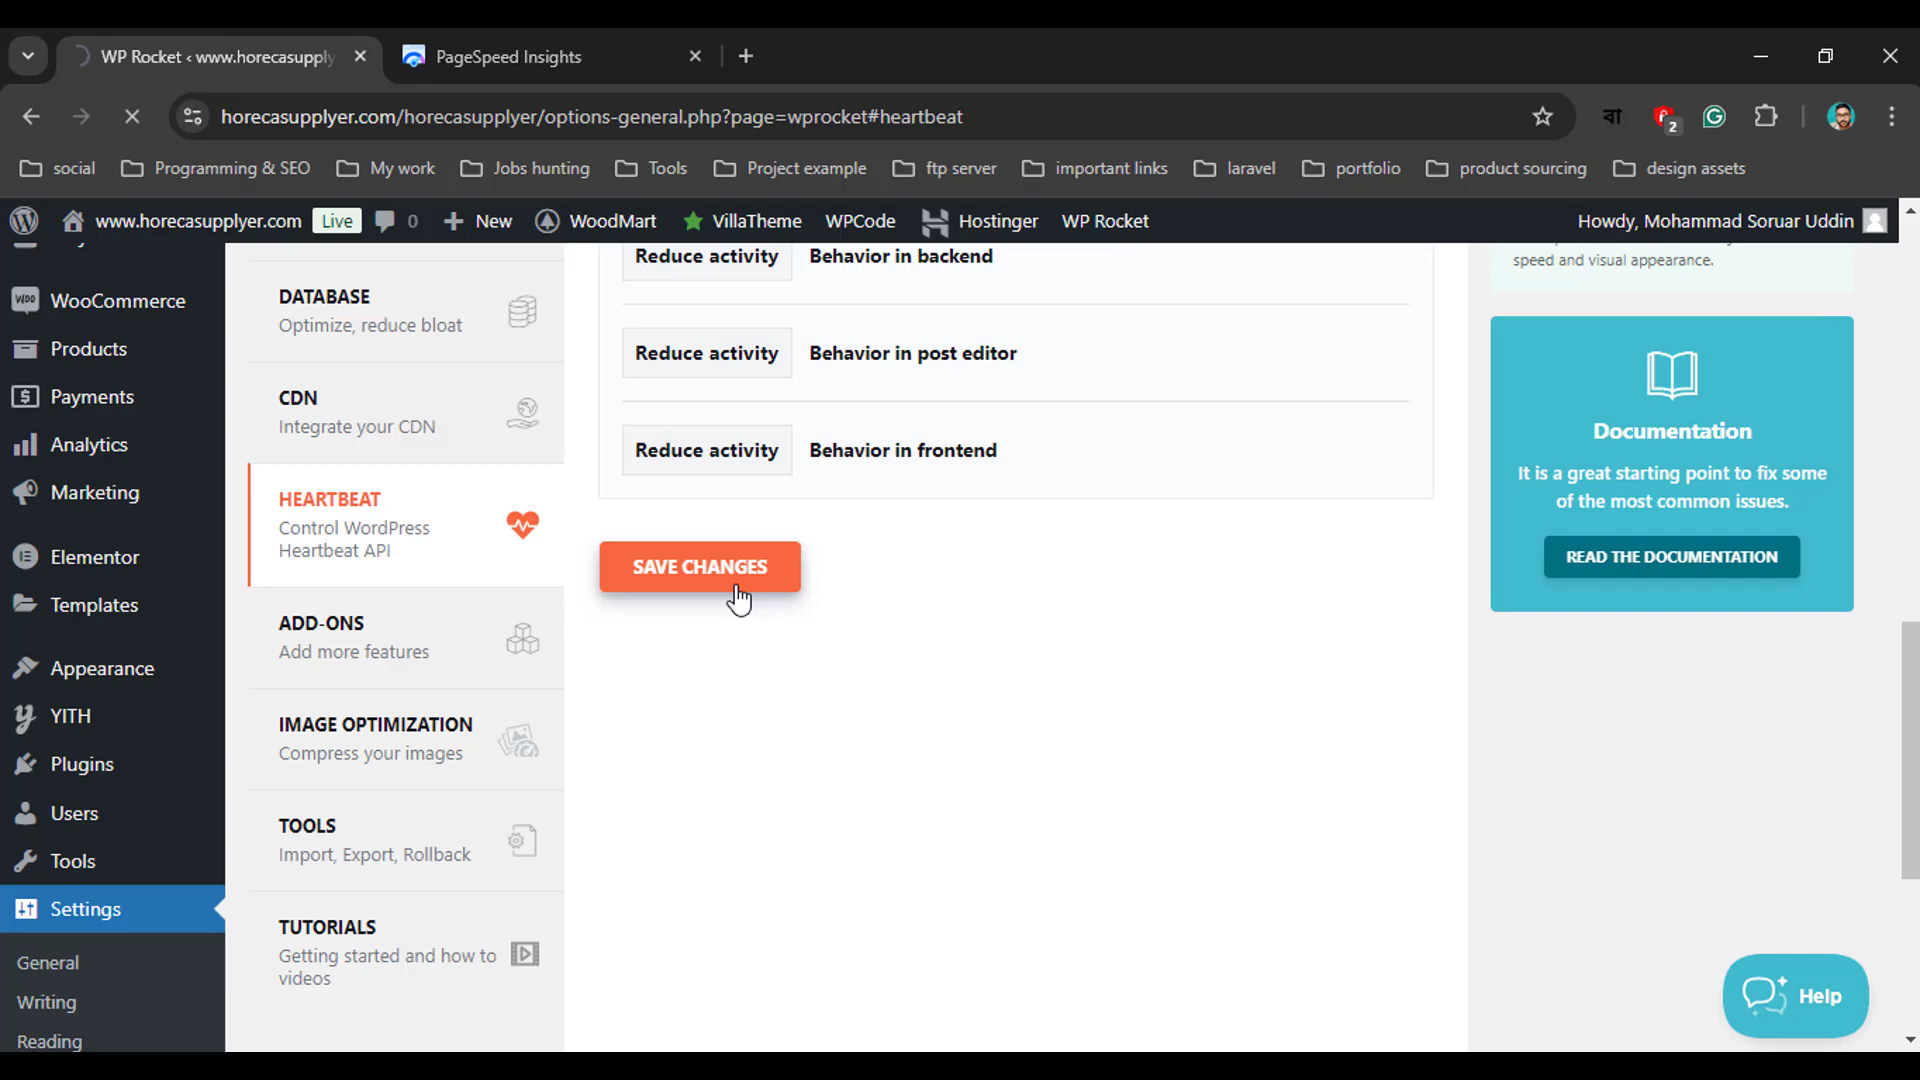 WP Rocket ‹ www.horecasupply
PageSpeed Insights
horecasupplyer.com/horecasupplyer/options-general.php?page=wprocket#heartbeat
বা
2
social
Programming & SEO
My work
Jobs hunting
Tools
Project example
ftp server
important links
laravel
portfolio
product sourcing
design assets
www.horecasupplyer.com
Live
0
New
WoodMart
VillaTheme
WPCode
Hostinger
WP Rocket
Howdy, Mohammad Soruar Uddin
WooCommerce
Products
Payments
Analytics
Marketing
Elementor
Templates
Appearance
YITH
Plugins
Users
Tools
Settings
General
Writing
Reading
DATABASE
Optimize, reduce bloat
CDN
Integrate your CDN
HEARTBEAT
Control WordPress
Heartbeat API
ADD-ONS
Add more features
IMAGE OPTIMIZATION
Compress your images
TOOLS
Import, Export, Rollback
TUTORIALS
Getting started and how to
videos
Reduce activity
Behavior in backend
Reduce activity
Behavior in post editor
Reduce activity
Behavior in frontend
SAVE CHANGES
speed and visual appearance.
Documentation
It is a great starting point to fix some
of the most common issues.
READ THE DOCUMENTATION
Help